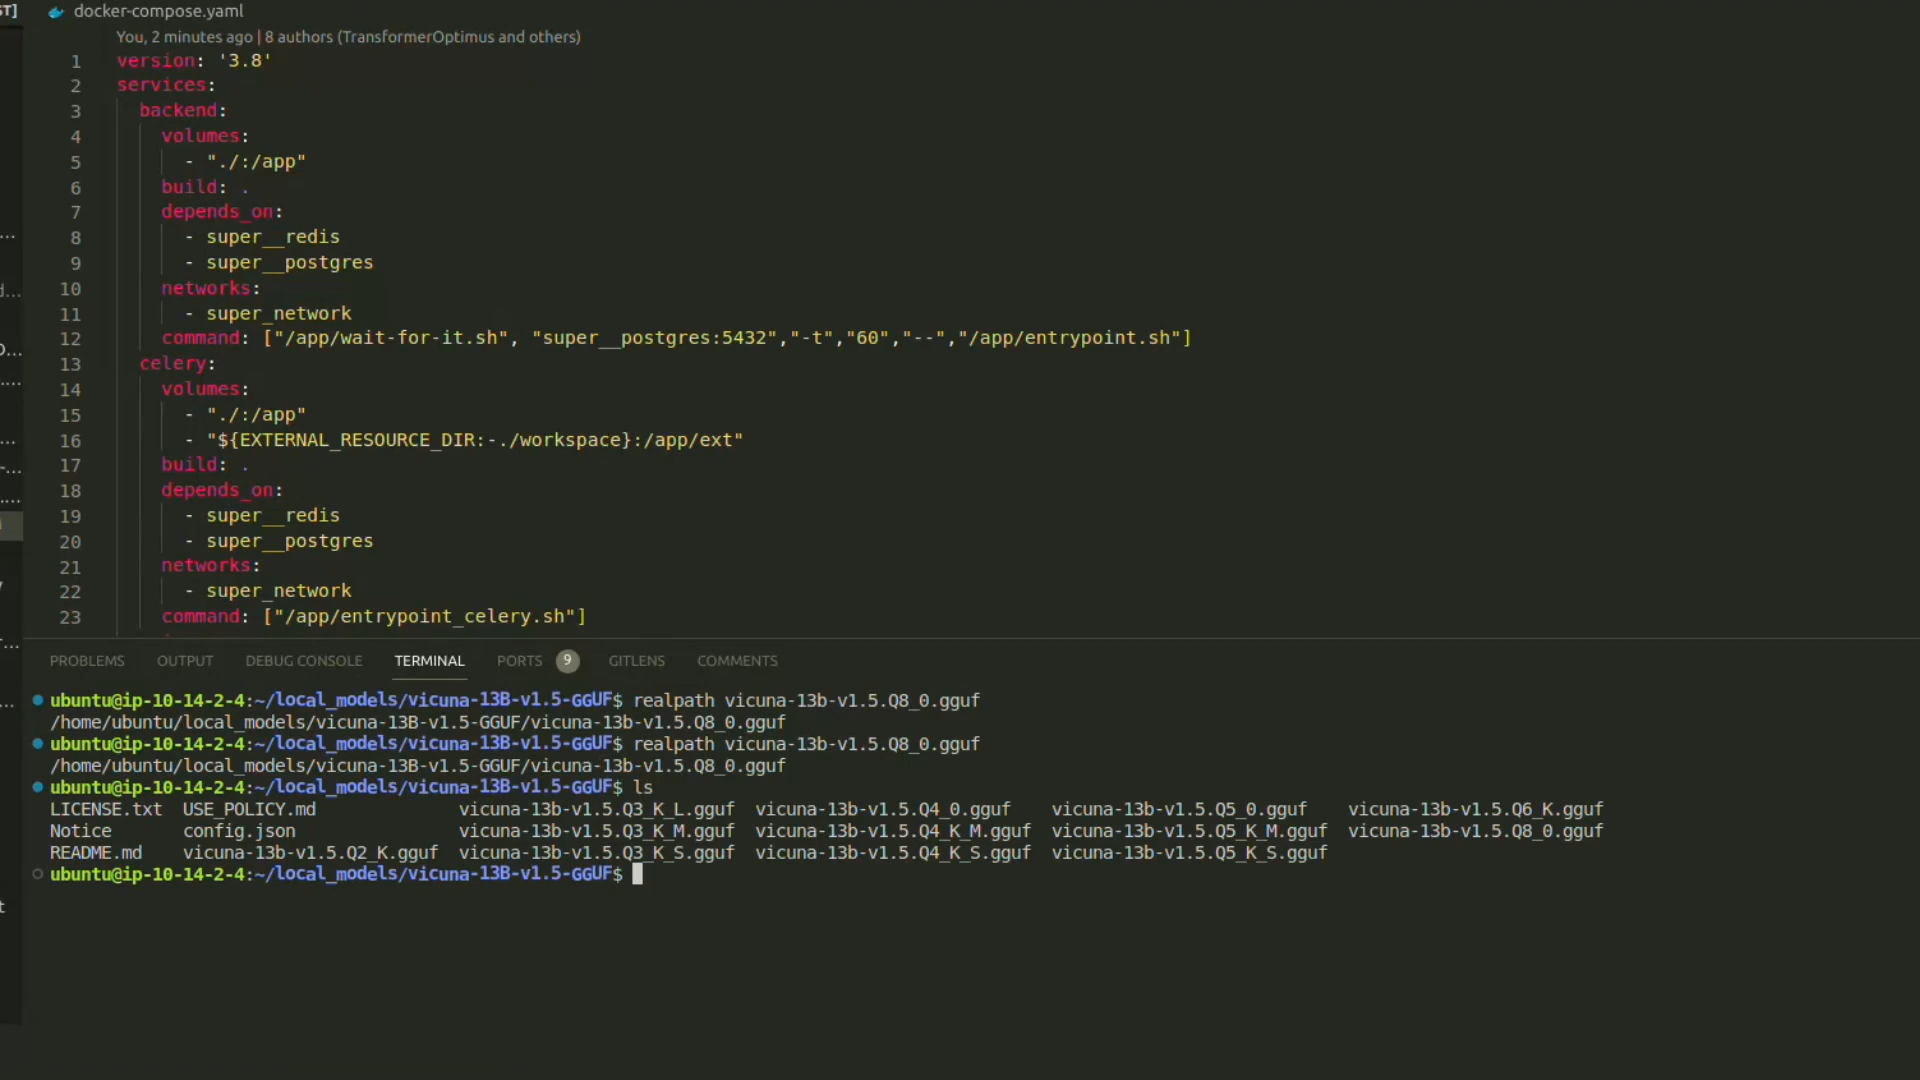 ST]
docker-compose.yaml
You, 2 minutes ago | 8 authors (TransformerOptimus and others)
1 version: '3.8'
2 services:
3 backend:
4 volumes:
5 - "./:/app"
6 build: .
7 depends_on:
8 - super__redis
9 - super__postgres
10 networks:
11 - super_network
12 command: ["/app/wait-for-it.sh", "super__postgres:5432","-t","60","--","/app/entrypoint.sh"]
13 celery:
14 volumes:
15 - "./:/app"
16 - "${EXTERNAL_RESOURCE_DIR:-./workspace}:/app/ext"
17 build: .
18 depends_on:
19 - super__redis
20 - super__postgres
21 networks:
22 - super_network
23 command: ["/app/entrypoint_celery.sh"]
PROBLEMS OUTPUT DEBUG CONSOLE TERMINAL PORTS 9 GITLENS COMMENTS
ubuntu@ip-10-14-2-4:~/local_models/vicuna-13B-v1.5-GGUF$ realpath vicuna-13b-v1.5.Q8_0.gguf
/home/ubuntu/local_models/vicuna-13B-v1.5-GGUF/vicuna-13b-v1.5.Q8_0.gguf
ubuntu@ip-10-14-2-4:~/local_models/vicuna-13B-v1.5-GGUF$ realpath vicuna-13b-v1.5.Q8_0.gguf
/home/ubuntu/local_models/vicuna-13B-v1.5-GGUF/vicuna-13b-v1.5.Q8_0.gguf
ubuntu@ip-10-14-2-4:~/local_models/vicuna-13B-v1.5-GGUF$ ls
LICENSE.txt USE_POLICY.md vicuna-13b-v1.5.Q3_K_L.gguf vicuna-13b-v1.5.Q4_0.gguf vicuna-13b-v1.5.Q5_0.gguf vicuna-13b-v1.5.Q6_K.gguf
Notice config.json vicuna-13b-v1.5.Q3_K_M.gguf vicuna-13b-v1.5.Q4_K_M.gguf vicuna-13b-v1.5.Q5_K_M.gguf vicuna-13b-v1.5.Q8_0.gguf
README.md vicuna-13b-v1.5.Q2_K.gguf vicuna-13b-v1.5.Q3_K_S.gguf vicuna-13b-v1.5.Q4_K_S.gguf vicuna-13b-v1.5.Q5_K_S.gguf
ubuntu@ip-10-14-2-4:~/local_models/vicuna-13B-v1.5-GGUF$